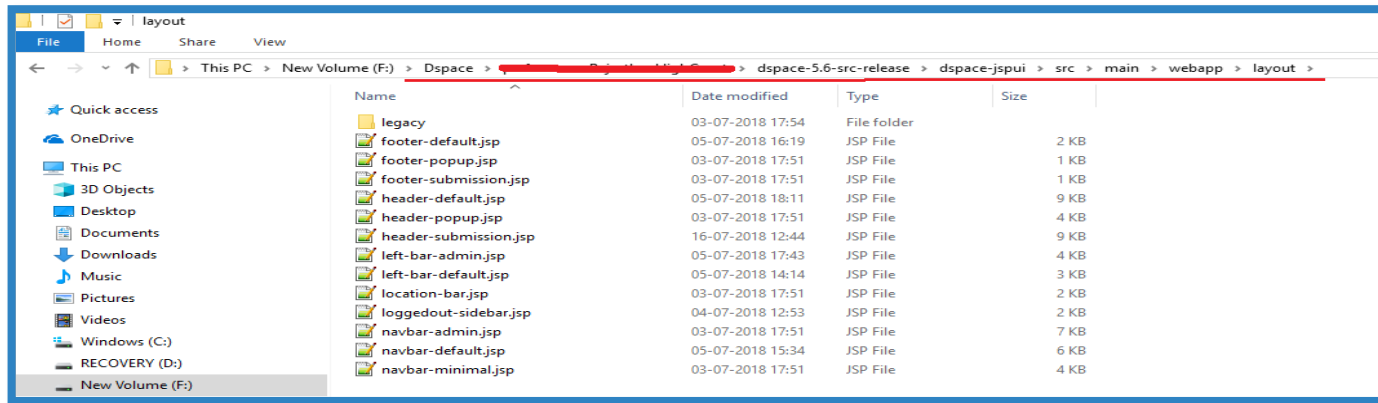 layout
File Home Share View
This PC > New Volume (F:) > Dspace > > dspace-5.6-src-release > dspace-jspui > src > main > webapp > layout >
Name Date modified Type Size
Quick access
OneDrive
This PC
3D Objects
Desktop
Documents
Downloads
Music
Pictures
Videos
Windows (C:)
RECOVERY (D:)
New Volume (F:)
legacy 03-07-2018 17:54 File folder
footer-default.jsp 05-07-2018 16:19 JSP File 2 KB
footer-popup.jsp 03-07-2018 17:51 JSP File 1 KB
footer-submission.jsp 03-07-2018 17:51 JSP File 1 KB
header-default.jsp 05-07-2018 18:11 JSP File 9 KB
header-popup.jsp 03-07-2018 17:51 JSP File 4 KB
header-submission.jsp 16-07-2018 12:44 JSP File 9 KB
left-bar-admin.jsp 05-07-2018 17:43 JSP File 4 KB
left-bar-default.jsp 05-07-2018 14:14 JSP File 3 KB
location-bar.jsp 03-07-2018 17:51 JSP File 2 KB
loggedout-sidebar.jsp 04-07-2018 12:53 JSP File 2 KB
navbar-admin.jsp 03-07-2018 17:51 JSP File 7 KB
navbar-default.jsp 05-07-2018 15:34 JSP File 6 KB
navbar-minimal.jsp 03-07-2018 17:51 JSP File 4 KB